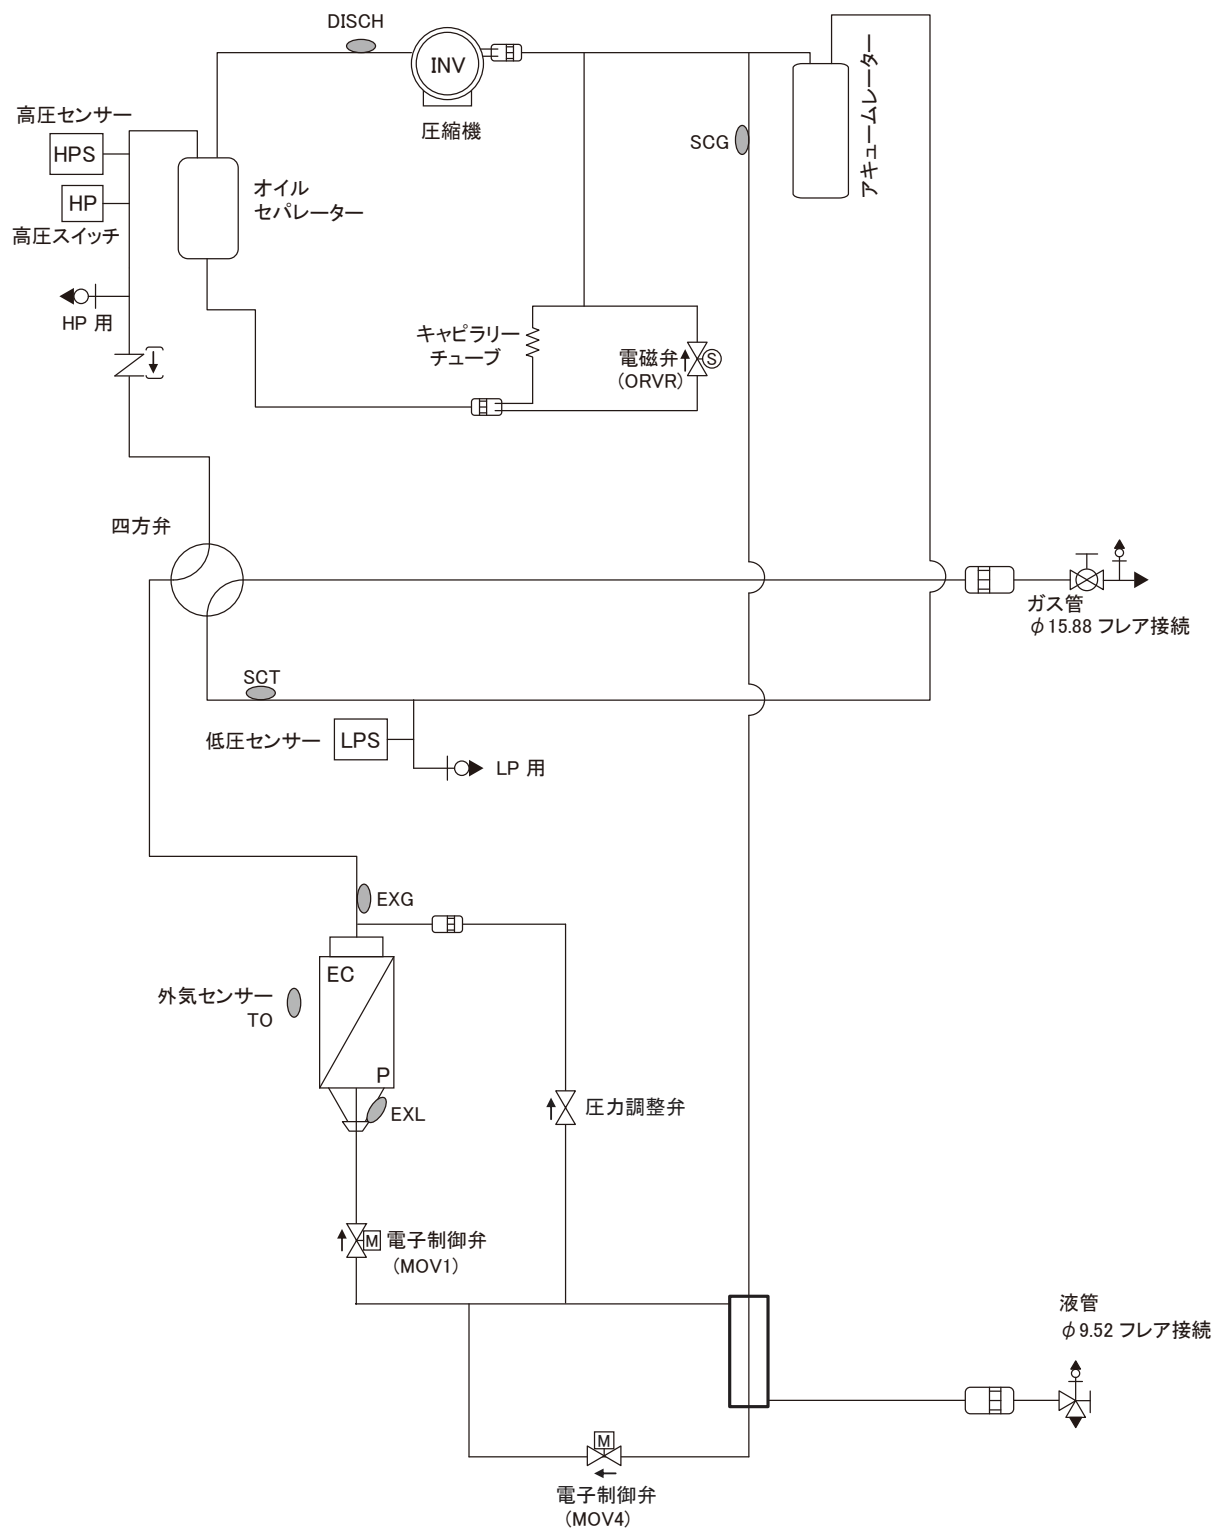 DISCH
INV
圧縮機
アキュームレーター
高圧センサー
HPS
SCG
HP
高圧スイッチ
オイル
セパレーター
HP 用
キャピラリー
チューブ
電磁弁
(ORVR)
S
四方弁
ガス管
φ15.88 フレア接続
SCT
低圧センサー
LPS
LP 用
EXG
EC
外気センサー
TO
P
EXL
圧力調整弁
M
電子制御弁
(MOV1)
液管
φ9.52 フレア接続
M
電子制御弁
(MOV4)